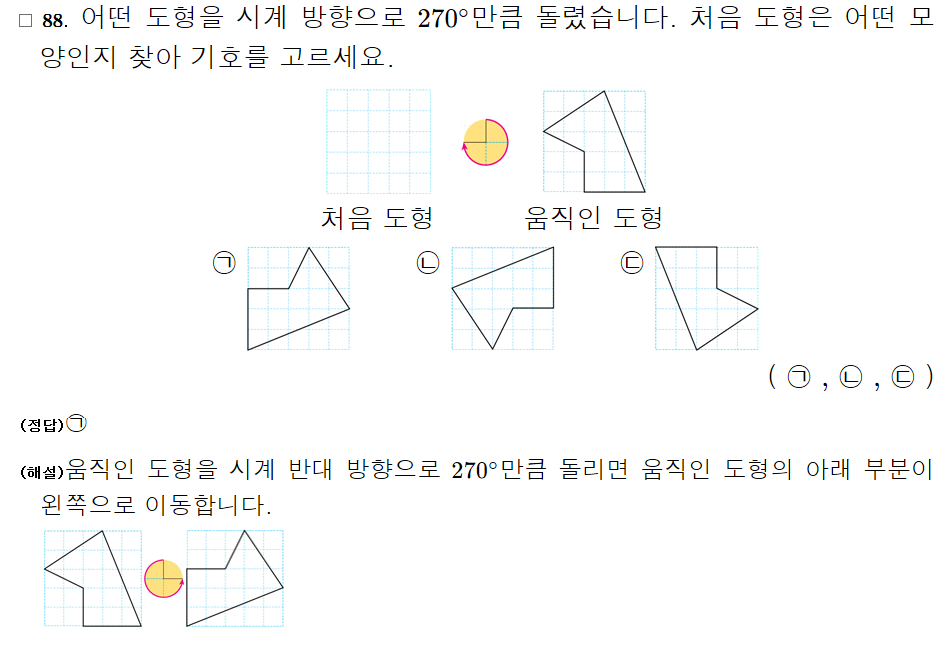 □ 88. 어떤 도형을 시계 방향으로 270°만큼 돌렸습니다. 처음 도형은 어떤 모
양인지 찾아 기호를 고르세요.
처음 도형 움직인 도형
㉠ ㉡ ㉢
( ㉠ , ㉡ , ㉢ )
(정답)㉠
(해설)움직인 도형을 시계 반대 방향으로 270°만큼 돌리면 움직인 도형의 아래 부분이
왼쪽으로 이동합니다.